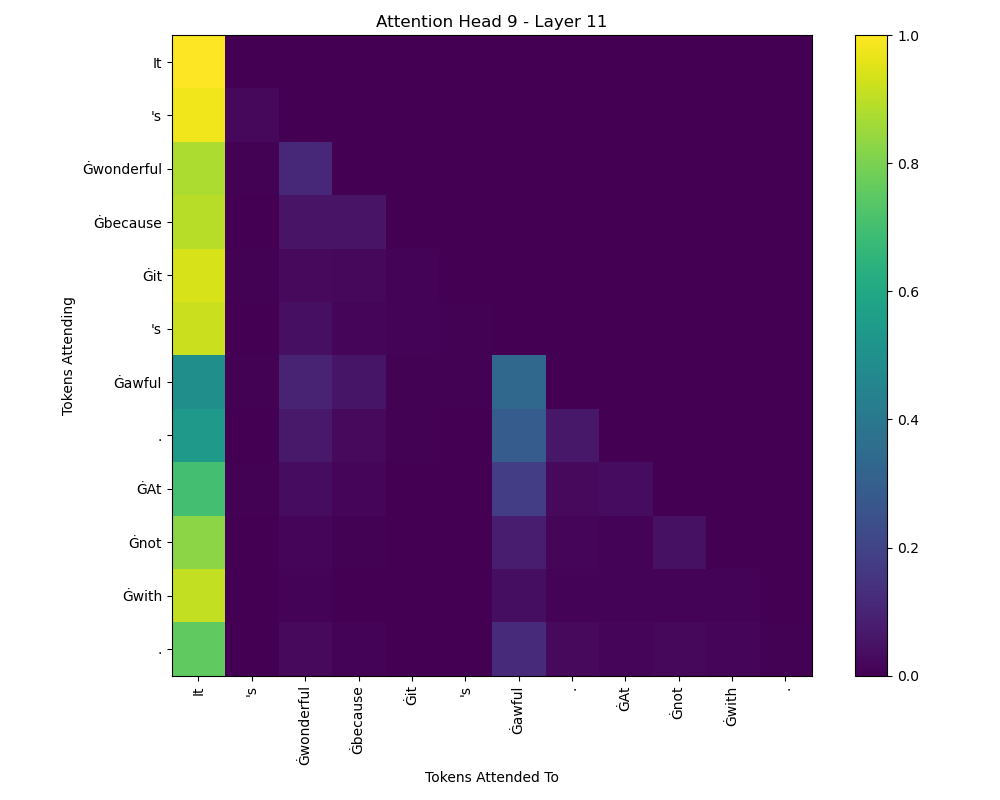 Attention Head 9 - Layer 11
Tokens Attending
It
's
Ġwonderful
Ġbecause
Ġit
's
Ġawful
.
ĠAt
Ġnot
Ġwith
.
It
's
Ġwonderful
Ġbecause
Ġit
's
Ġawful
.
ĠAt
Ġnot
Ġwith
.
Tokens Attended To
1.0
0.8
0.6
0.4
0.2
0.0